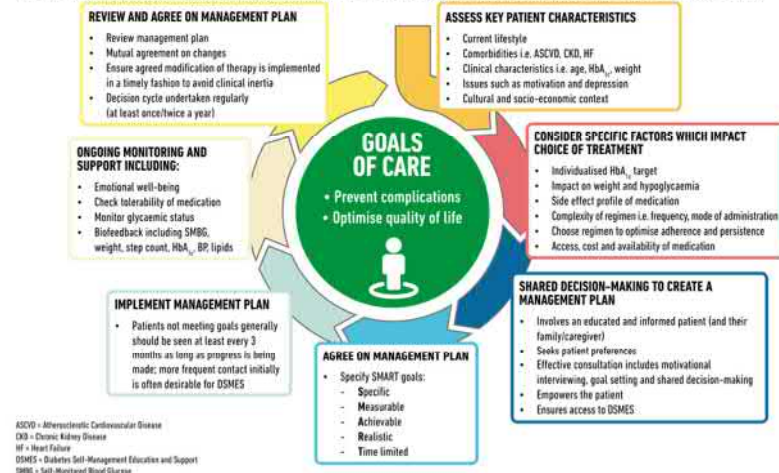 REVIEW AND AGREE ON MANAGEMENT PLAN
• Review management plan
• Mutual agreement on changes
• Ensure agreed modification of therapy is implemented
in a timely fashion to avoid clinical inertia
• Decision cycle undertaken regularly
(at least once/twice a year)
ASSESS KEY PATIENT CHARACTERISTICS
• Current lifestyle
• Comorbidities i.e. ASCVD, CKD, HF
• Clinical characteristics i.e. age, HbA1c, weight
• Issues such as motivation and depression
• Cultural and socio-economic context
CONSIDER SPECIFIC FACTORS WHICH IMPACT
CHOICE OF TREATMENT
• Individualised HbA1c target
• Impact on weight and hypoglycaemia
• Side effect profile of medication
• Complexity of regimen i.e. frequency, mode of administration
• Choose regimen to optimise adherence and persistence
• Access, cost and availability of medication
SHARED DECISION-MAKING TO CREATE A
MANAGEMENT PLAN
• Involves an educated and informed patient (and their
family/caregiver)
• Seeks patient preferences
• Effective consultation includes motivational
interviewing, goal setting and shared decision-making
• Empowers the patient
• Ensures access to DSMES
AGREE ON MANAGEMENT PLAN
• Specify SMART goals:
- Specific
- Measurable
- Achievable
- Realistic
- Time limited
IMPLEMENT MANAGEMENT PLAN
• Patients not meeting goals generally
should be seen at least every 3
months as long as progress is being
made; more frequent contact initially
is often desirable for DSMES
ONGOING MONITORING AND
SUPPORT INCLUDING:
• Emotional well-being
• Check tolerability of medication
• Monitor glycaemic status
• Biofeedback including SMBG,
weight, step count, HbA1c, BP, lipids
GOALS
OF CARE
• Prevent complications
• Optimise quality of life
ASCVD = Atherosclerotic Cardiovascular Disease
CKD = Chronic Kidney Disease
HF = Heart Failure
DSMES = Diabetes Self-Management Education and Support
SMBG = Self-Monitored Blood Glucose